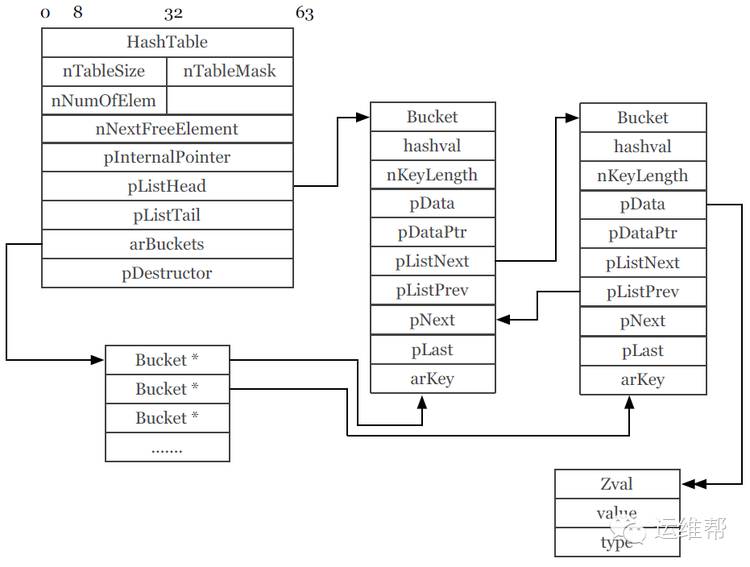 0 8 32 63
HashTable
nTableSize nTableMask
nNumOfElem
nNextFreeElement
pInternalPointer
pListHead
pListTail
arBuckets
pDestructor
Bucket
hashval
nKeyLength
pData
pDataPtr
pListNext
pListPrev
pNext
pLast
arKey
Bucket
hashval
nKeyLength
pData
pDataPtr
pListNext
pListPrev
pNext
pLast
arKey
Bucket *
Bucket *
Bucket *
.......
Zval
value
type
运维帮